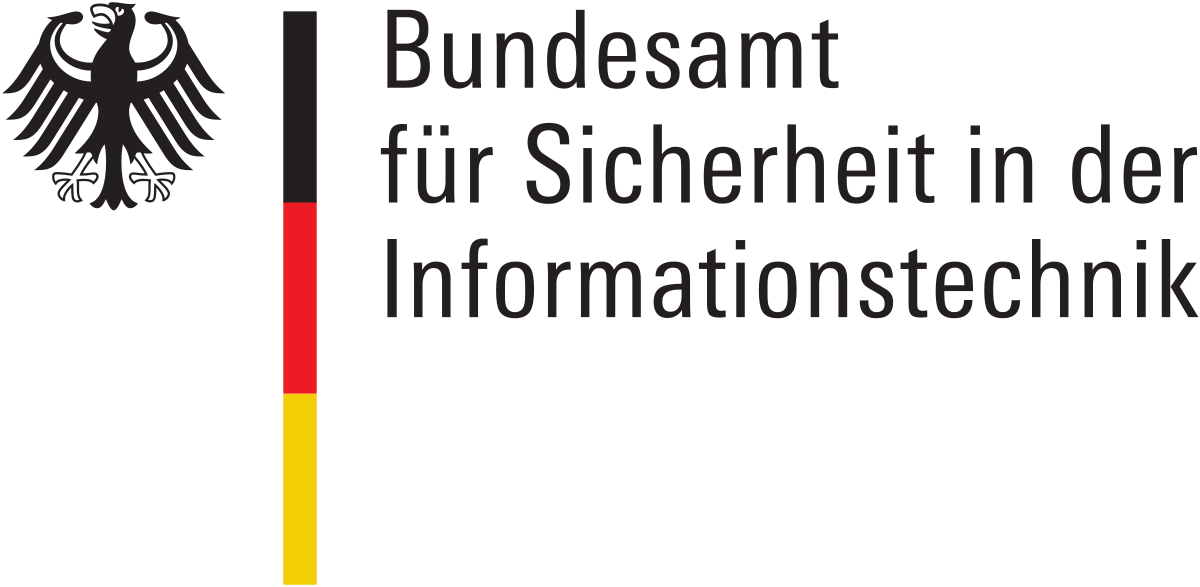 Bundesamt
für Sicherheit in der
Informationstechnik